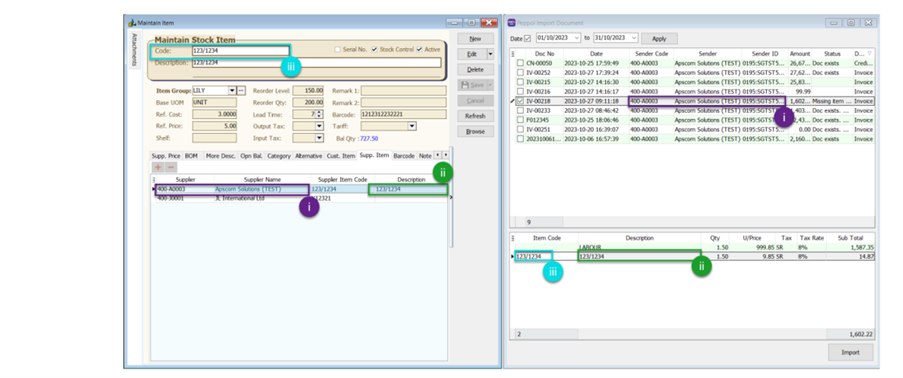 Maintain Item
Attachments
Maintain Stock Item
Code: 123/1234
Serial No. Stock Control Active
Description: 123/1234
iii
Item Group: LILY Reorder Level: 150.00 Remark 1:
Base UOM UNIT Reorder Qty: 200.00 Remark 2:
Ref. Cost: 3.0000 Lead Time: 7 Barcode: 1212312232221
Ref. Price: 5.00 Output Tax: Tariff:
Shelf: Input Tax: Bal Qty :727.50
Supp. Price BOM More Desc. Opn Bal. Category Alternative Cust. Item Supp. Item Barcode Note
ii
Supplier Supplier Name Supplier Item Code Description
400-A0003 Apscom Solutions (TEST) 123/1234 123/1234
400-J0001 JL International Ltd 12321
i
New
Edit
Delete
Save
Cancel
Refresh
Browse
Peppol Import Document
Date 01/10/2023 to 31/10/2023 Apply
Doc No Date Sender Code Sender Sender ID Amount Status D...
CN-00050 2023-10-25 17:59:49 400-A0003 Apscom Solutions (TEST) 0195:SGTST5... 26,67... Doc exists Credi...
IV-00252 2023-10-27 17:39:24 400-A0003 Apscom Solutions (TEST) 0195:SGTST5... 27,62... Doc exists Invoice
IV-00215 2023-10-27 14:16:30 400-A0003 Apscom Solutions (TEST) 0195:SGTST5... 25,83... Invoice
IV-00216 2023-10-27 14:16:17 400-A0003 Apscom Solutions (TEST) 0195:SGTST5... 99.99 Invoice
IV-00218 2023-10-27 09:11:18 400-A0003 Apscom Solutions (TEST) 0195:SGTST5... 1,602... Missing item ... Invoice
IV-00233 2023-10-27 08:46:42 400-A0003 Apscom Solutions (TEST) 0195:SGTST5... ,403... Doc exists. ... Invoice
i
PO12345 2023-10-25 18:06:46 400-A0003 Apscom Solutions (TEST) 0195:SGTST5... ,43... Doc exists. ... Invoice
IV-00251 2023-10-20 16:39:07 400-A0003 Apscom Solutions (TEST) 0195:SGTST5... 0.00 Doc exists. ... Invoice
202310061... 2023-10-06 16:57:39 400-A0003 Apscom Solutions (TEST) 0195:SGTST5... 2,160... Doc exists. ... Invoice
9
Item Code Description Qty U/Price Tax Tax Rate Sub Total
LABOUR 1.50 999.85 SR 8% 1,587.35
123/1234 123/1234 1.50 9.85 SR 8% 14.87
iii
ii
2 1,602.22
Import